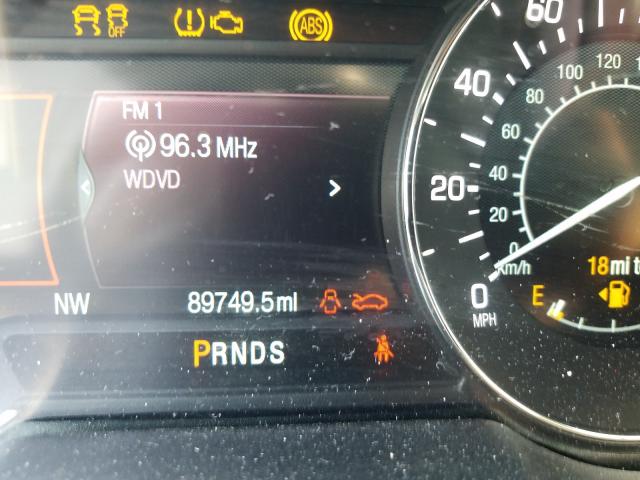 OFF
ABS
FM 1
96.3 MHz
WDVD
NW
89749.5mi
PRNDS
60
40
20
0
MPH
120
100
80
60
40
20
0
km/h
18mi t
E